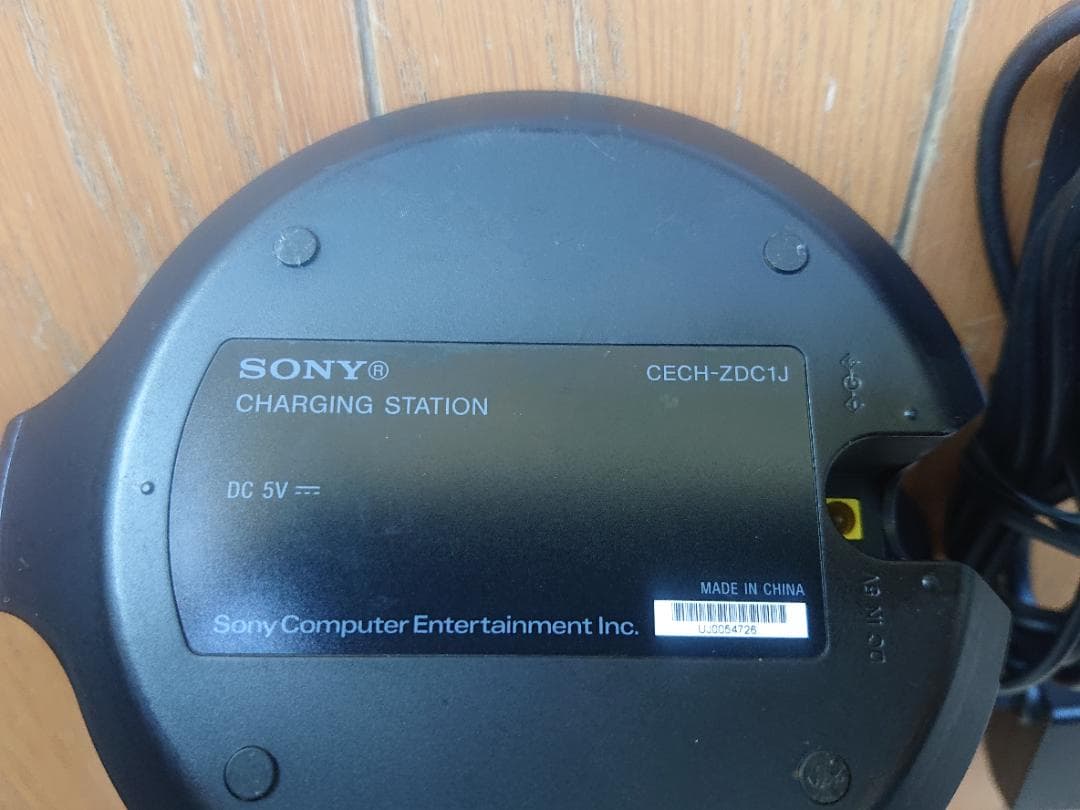 SONY®
CECH-ZDC1J
CHARGING STATION
DC 5V
MADE IN CHINA
Sony Computer Entertainment Inc.
UJ0054726
DC IN 5V